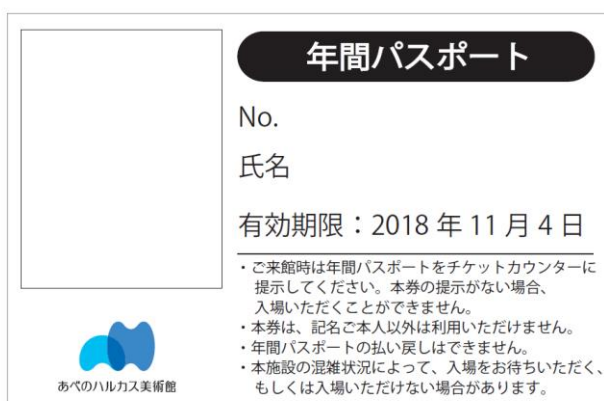 年間パスポート
No.
氏名
有効期限：2018 年 11 月 4 日
・ご来館時は年間パスポートをチケットカウンターに
提示してください。本券の提示がない場合、
入場いただくことができません。
・本券は、記名ご本人以外は利用いただけません。
・年間パスポートの払い戻しはできません。
・本施設の混雑状況によって、入場をお待ちいただく、
もしくは入場いただけない場合があります。
あべのハルカス美術館